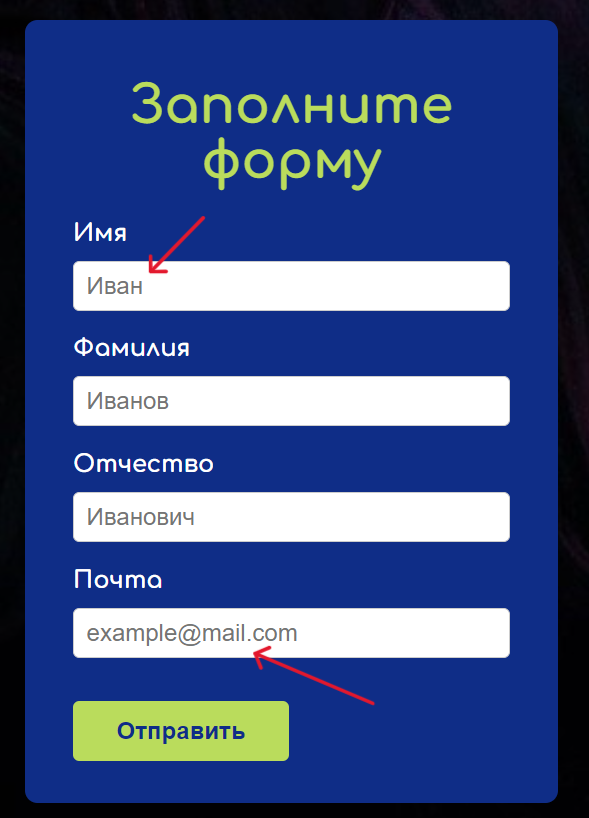 Заполните
форму
Имя
Иван
Фамилия
Иванов
Отчество
Иванович
Почта
example@mail.com
Отправить